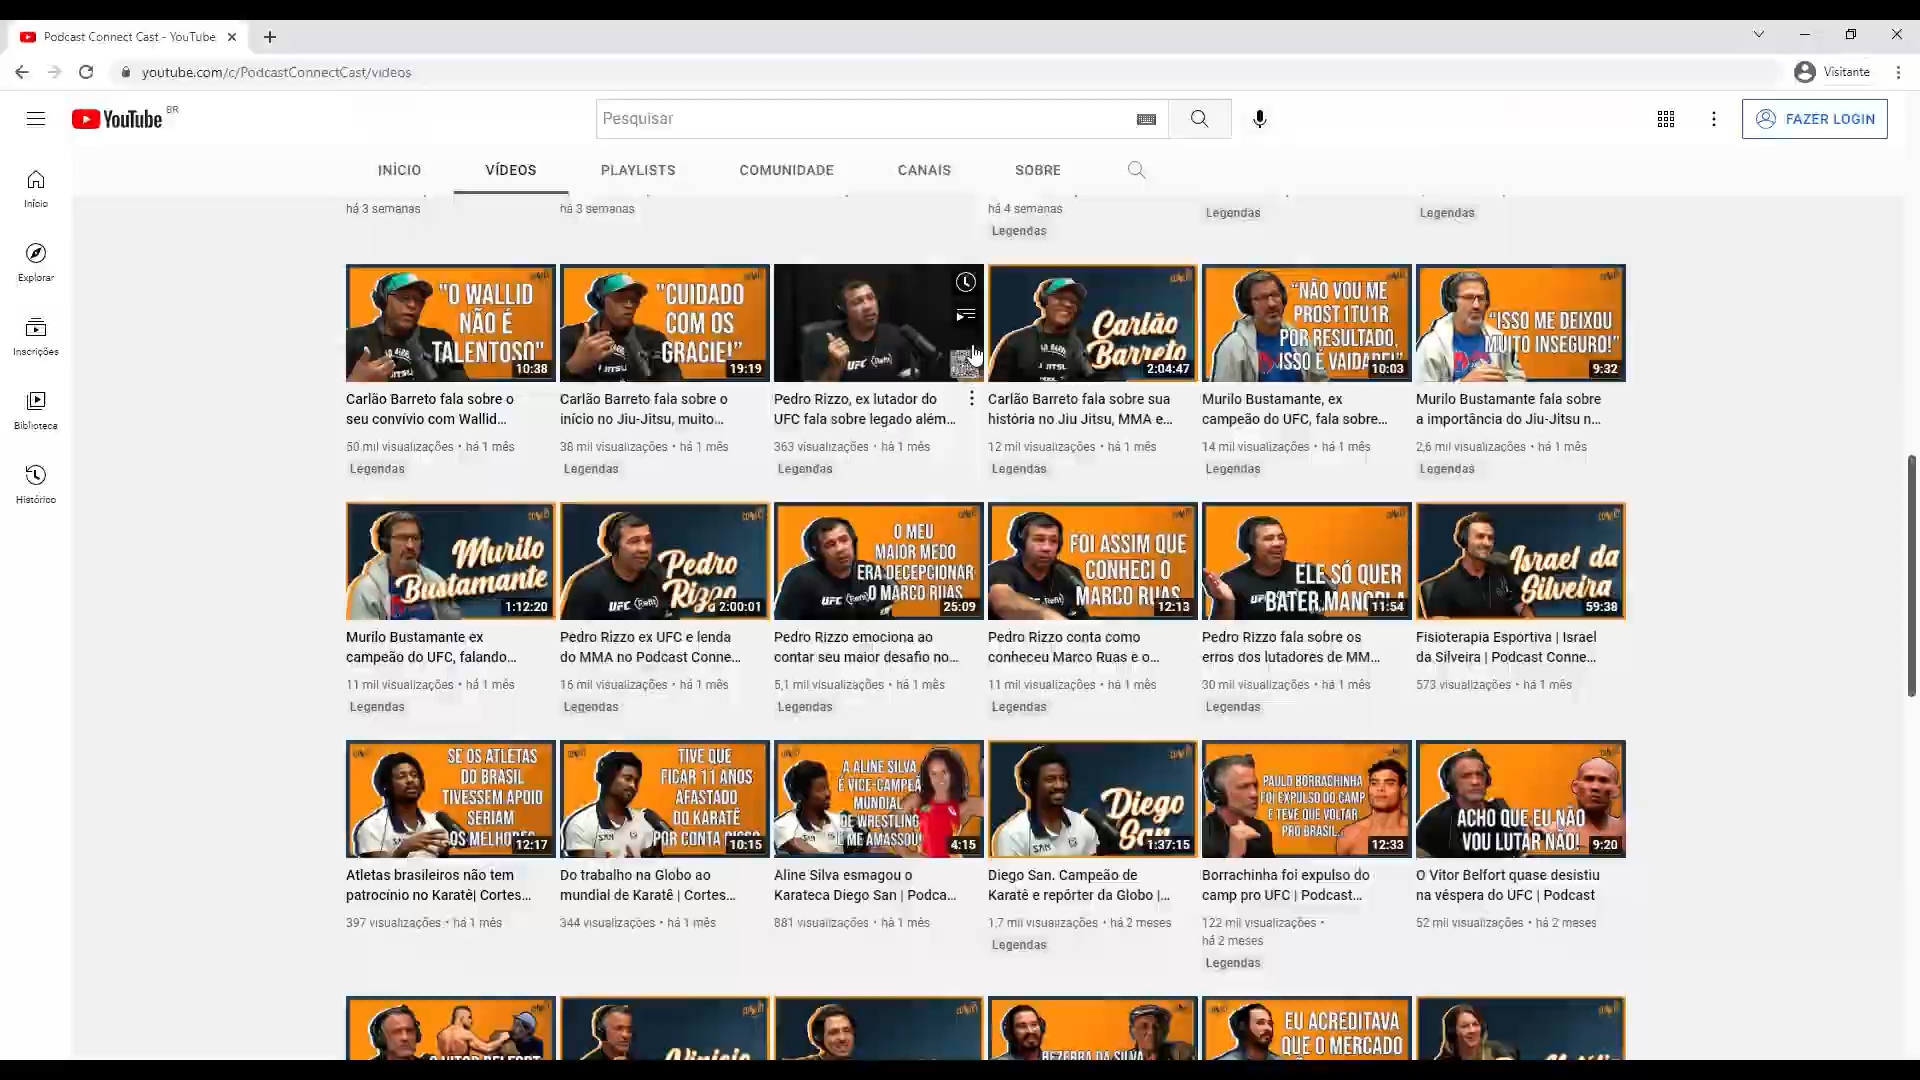 Podcast Connect Cast - YouTube
youtube.com/c/PodcastConnectCast/videos
Visitante
YouTube BR
Pesquisar
FAZER LOGIN
INÍCIO VÍDEOS PLAYLISTS COMUNIDADE CANAIS SOBRE
Início
Explorar
Inscrições
Biblioteca
Histórico
há 3 semanas
há 3 semanas
há 4 semanas
Legendas
Legendas
Legendas
"O WALLID
NÃO É
TALENTOSO"
10:38
Carlão Barreto fala sobre o
seu convívio com Wallid...
50 mil visualizações • há 1 mês
Legendas
"CUIDADO
COM OS
GRACIE!"
19:19
Carlão Barreto fala sobre o
início no Jiu-Jitsu, muito...
38 mil visualizações • há 1 mês
Legendas
UFC
Pedro Rizzo, ex lutador do
UFC fala sobre legado além...
363 visualizações • há 1 mês
Legendas
Carlão
Barreto
2:04:47
Carlão Barreto fala sobre sua
história no Jiu Jitsu, MMA e...
12 mil visualizações • há 1 mês
Legendas
"NÃO VOU ME
PROST1TU1R
POR RESULTADO,
ISSO É VAIDADE!"
10:03
Murilo Bustamante, ex
campeão do UFC, fala sobre...
14 mil visualizações • há 1 mês
Legendas
"ISSO ME DEIXOU
MUITO INSEGURO!"
9:32
Murilo Bustamante fala sobre
a importância do Jiu-Jitsu n...
2,6 mil visualizações • há 1 mês
Legendas
Murilo
Bustamante
1:12:20
Murilo Bustamante ex
campeão do UFC, falando...
11 mil visualizações • há 1 mês
Legendas
Pedro
Rizzo
UFC
2:00:01
Pedro Rizzo ex UFC e lenda
do MMA no Podcast Conne...
16 mil visualizações • há 1 mês
Legendas
O MEU
MAIOR MEDO
ERA DECEPCIONAR
O MARCO RUAS
UFC
25:09
Pedro Rizzo emociona ao
contar seu maior desafio no...
5,1 mil visualizações • há 1 mês
Legendas
FOI ASSIM QUE
CONHECI O
MARCO RUAS
12:13
Pedro Rizzo conta como
conheceu Marco Ruas e o...
11 mil visualizações • há 1 mês
Legendas
ELE SÓ QUER
BATER
11:54
Pedro Rizzo fala sobre os
erros dos lutadores de MM...
30 mil visualizações • há 1 mês
Legendas
Israel da
Silveira
59:38
Fisioterapia Esportiva | Israel
da Silveira | Podcast Conne...
573 visualizações • há 1 mês
SE OS ATLETAS
DO BRASIL
TIVESSEM APOIO
SERIAM
OS
12:17
Atletas brasileiros não tem
patrocínio no Karatê| Cortes...
397 visualizações • há 1 mês
TIVE QUE
FICAR 11 ANOS
AFASTADO
DO KARATÊ
POR CONTA DISSO
10:15
Do trabalho na Globo ao
mundial de Karatê | Cortes...
344 visualizações • há 1 mês
A ALINE SILVA
É VICE-CAMPEÃ
MUNDIAL
DE WRESTLING
E ME AMASSOU!
4:15
Aline Silva esmagou o
Karateca Diego San | Podca...
881 visualizações • há 1 mês
Diego
San
1:37:15
Diego San. Campeão de
Karatê e repórter da Globo |...
1,7 mil visualizações • há 2 meses
Legendas
PAULO BORRACHINHA
FOI EXPULSO DO CAMP
E TEVE QUE VOLTAR
PRO BRASIL...
12:33
Borrachinha foi expulso do
camp pro UFC | Podcast...
122 mil visualizações •
há 2 meses
Legendas
ACHO QUE EU NÃO
VOU LUTAR NÃO!
9:20
O Vitor Belfort quase desistiu
na véspera do UFC | Podcast
52 mil visualizações • há 2 meses
O VITOR BELFORT
BEZERRA DA SILVA
EU ACREDITAVA
QUE O MERCADO